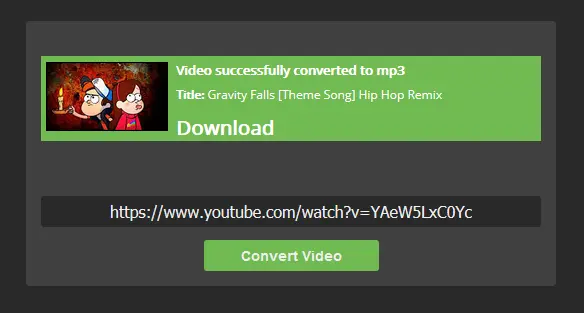 Video successfully converted to mp3
Title: Gravity Falls [Theme Song] Hip Hop Remix
Download
https://www.youtube.com/watch?v=YAeW5LxC0Yc
Convert Video